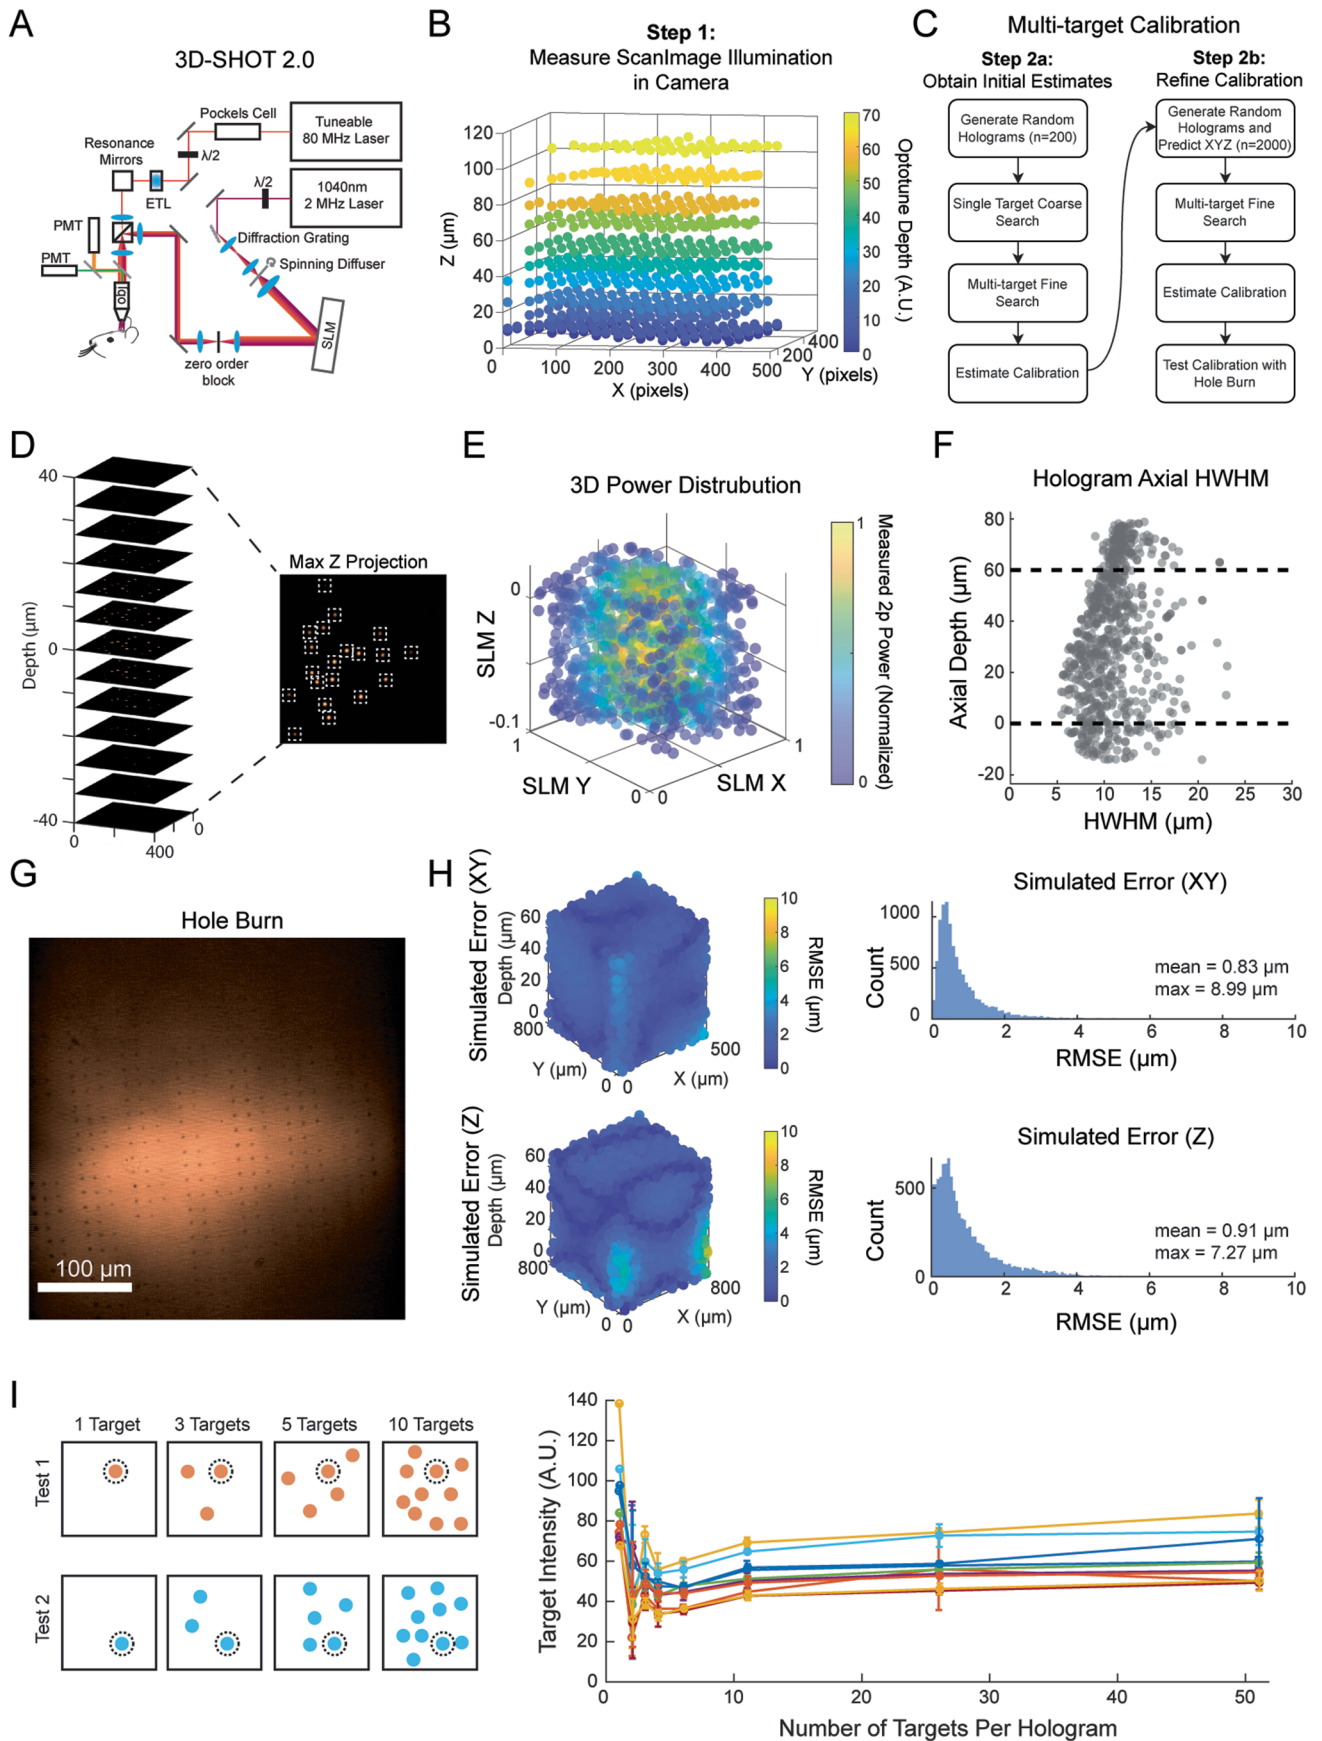 A
3D-SHOT 2.0
Pockels Cell
Tuneable
80 MHz Laser
Resonance
Mirrors
λ/2
ETL
λ/2
1040nm
2 MHz Laser
PMT
PMT
Diffraction Grating
Spinning Diffuser
Obj
SLM
zero order
block
B
Step 1:
Measure ScanImage Illumination
in Camera
Z (µm)
120
100
80
60
40
20
0
0
100
200
300
400
500
X (pixels)
200
400
Y (pixels)
70
60
50
40
30
20
10
0
Optotune Depth (A.U.)
C
Multi-target Calibration
Step 2a:
Obtain Initial Estimates
Generate Random
Holograms (n=200)
Single Target Coarse
Search
Multi-target Fine
Search
Estimate Calibration
Step 2b:
Refine Calibration
Generate Random
Holograms and
Predict XYZ (n=2000)
Multi-target Fine
Search
Estimate Calibration
Test Calibration with
Hole Burn
D
Depth (µm)
40
0
-40
0
400
0
Max Z Projection
E
3D Power Distrubution
SLM Z
0
-0.1
1
SLM Y
0
0
SLM X
1
1
0
Measured 2p Power (Normalized)
F
Hologram Axial HWHM
Axial Depth (µm)
80
60
40
20
0
-20
0
5
10
15
20
25
30
HWHM (µm)
G
Hole Burn
100 µm
H
Simulated Error (XY)
Depth (µm)
60
40
20
0
800
Y (µm)
0
0
X (µm)
500
10
8
6
4
2
0
RMSE (µm)
Simulated Error (XY)
Count
1000
500
0
mean = 0.83 µm
max = 8.99 µm
0
2
4
6
8
10
RMSE (µm)
Simulated Error (Z)
Depth (µm)
60
40
20
0
800
Y (µm)
0
0
X (µm)
800
10
8
6
4
2
0
RMSE (µm)
Simulated Error (Z)
Count
500
0
mean = 0.91 µm
max = 7.27 µm
0
2
4
6
8
10
RMSE (µm)
I
1 Target
3 Targets
5 Targets
10 Targets
Test 1
Test 2
Target Intensity (A.U.)
140
120
100
80
60
40
20
0
0
10
20
30
40
50
Number of Targets Per Hologram